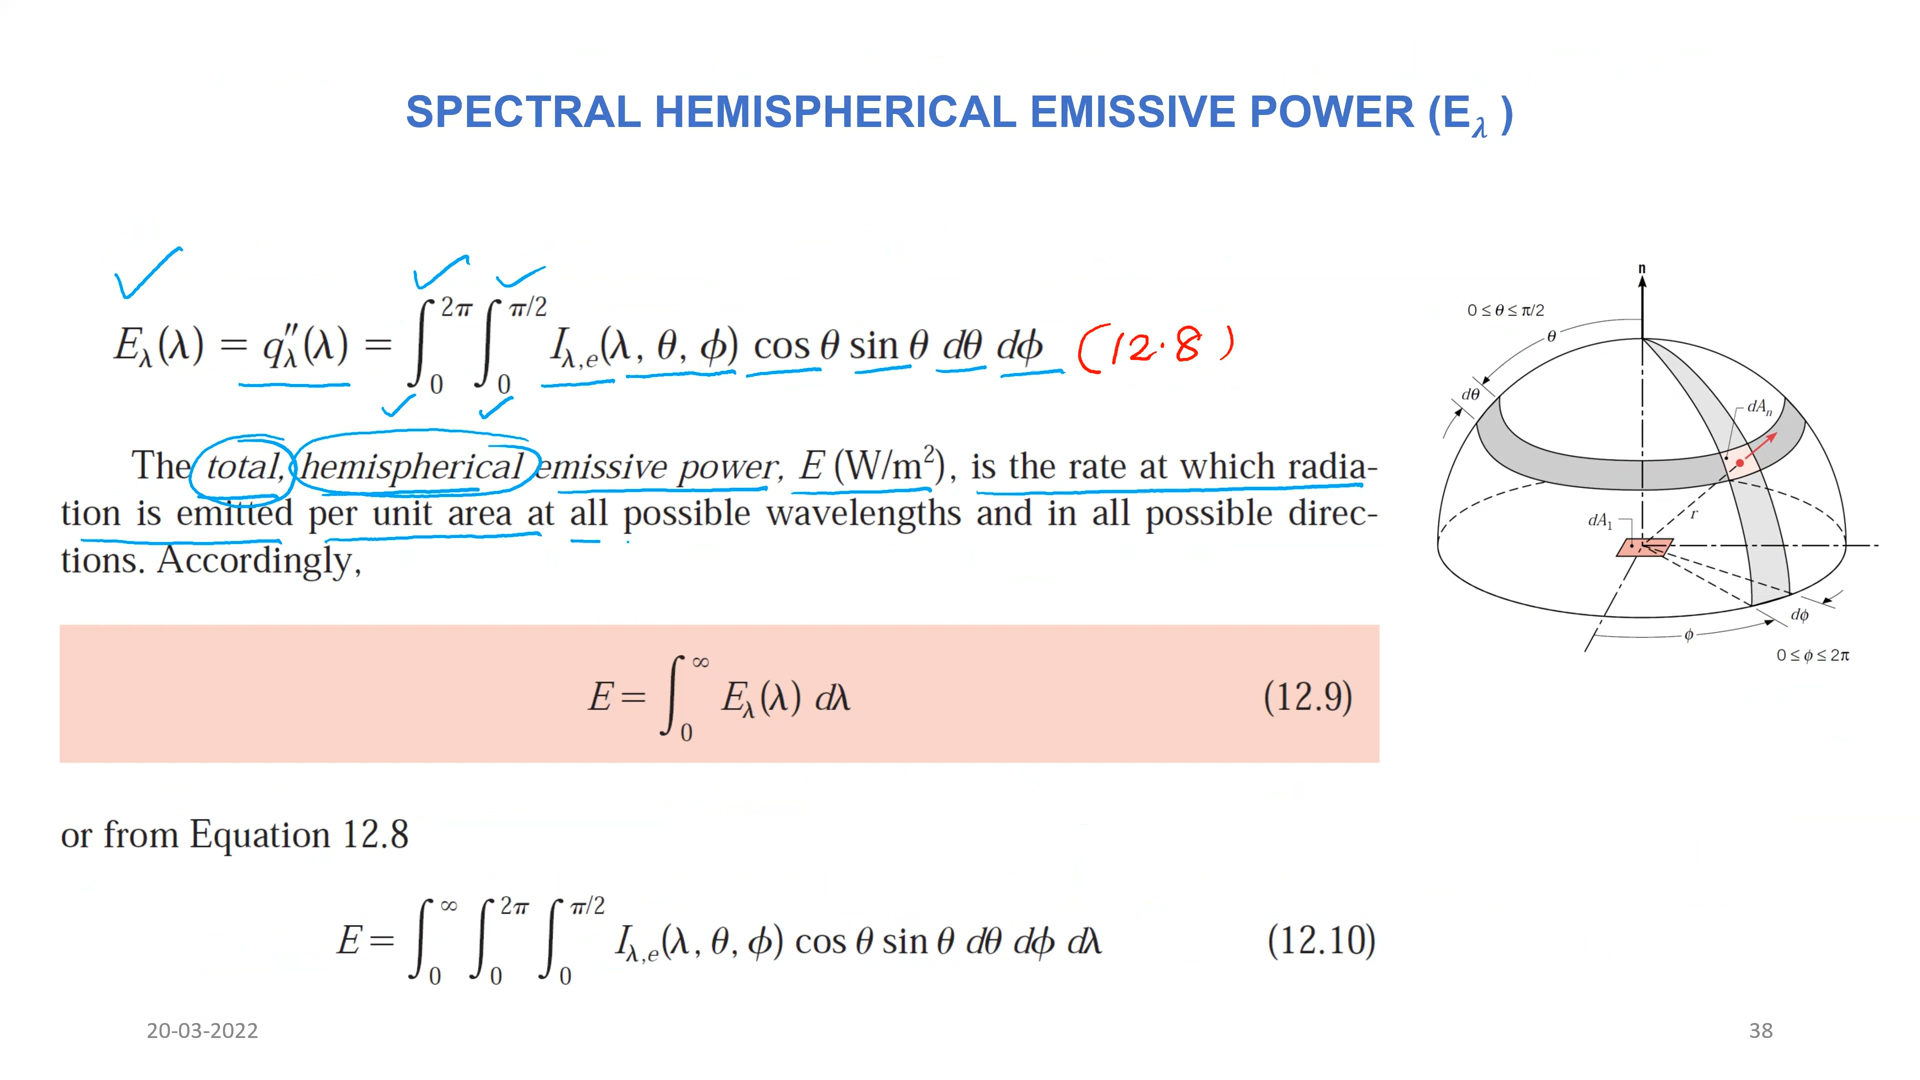 SPECTRAL HEMISPHERICAL EMISSIVE POWER (E_λ )
E_λ(λ) = q″_λ(λ) = ∫_0^{2π} ∫_0^{π/2} I_{λ,e}(λ, θ, ϕ) cos θ sin θ dθ dϕ (12.8)
The total, hemispherical emissive power, E (W/m²), is the rate at which radia-
tion is emitted per unit area at all possible wavelengths and in all possible direc-
tions. Accordingly,
E = ∫_0^∞ E_λ(λ) dλ (12.9)
or from Equation 12.8
E = ∫_0^∞ ∫_0^{2π} ∫_0^{π/2} I_{λ,e}(λ, θ, ϕ) cos θ sin θ dθ dϕ dλ (12.10)
n
0 ≤ θ ≤ π/2
θ
dθ
dA_n
dA_1
r
dϕ
ϕ
0 ≤ ϕ ≤ 2π
20-03-2022
38